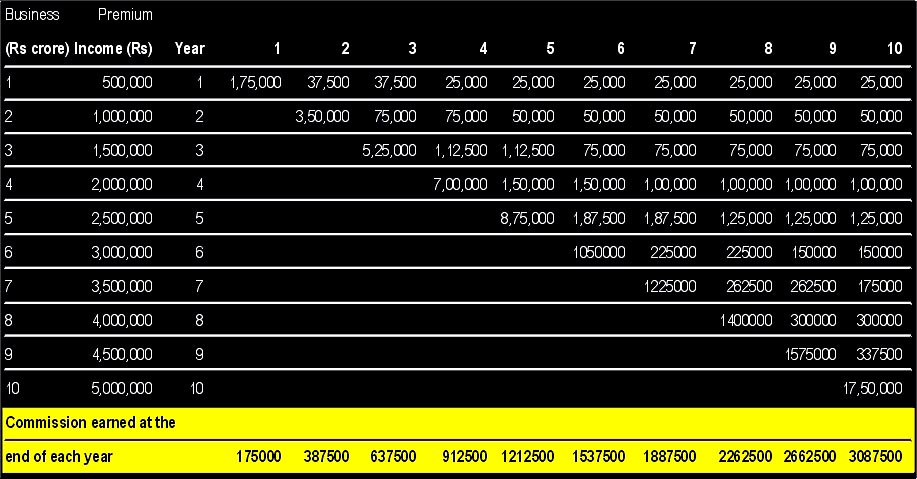 Business Premium
(Rs crore) Income (Rs) Year 1 2 3 4 5 6 7 8 9 10
1 500,000 1 1,75,000 37,500 37,500 25,000 25,000 25,000 25,000 25,000 25,000 25,000
2 1,000,000 2 3,50,000 75,000 75,000 50,000 50,000 50,000 50,000 50,000 50,000
3 1,500,000 3 5,25,000 1,12,500 1,12,500 75,000 75,000 75,000 75,000 75,000
4 2,000,000 4 7,00,000 1,50,000 1,50,000 1,00,000 1,00,000 1,00,000 1,00,000
5 2,500,000 5 8,75,000 1,87,500 1,87,500 1,25,000 1,25,000 1,25,000
6 3,000,000 6 1050000 225000 225000 150000 150000
7 3,500,000 7 1225000 262500 262500 175000
8 4,000,000 8 1400000 300000 300000
9 4,500,000 9 1575000 337500
10 5,000,000 10 17,50,000
Commission earned at the
end of each year 175000 387500 637500 912500 1212500 1537500 1887500 2262500 2662500 3087500